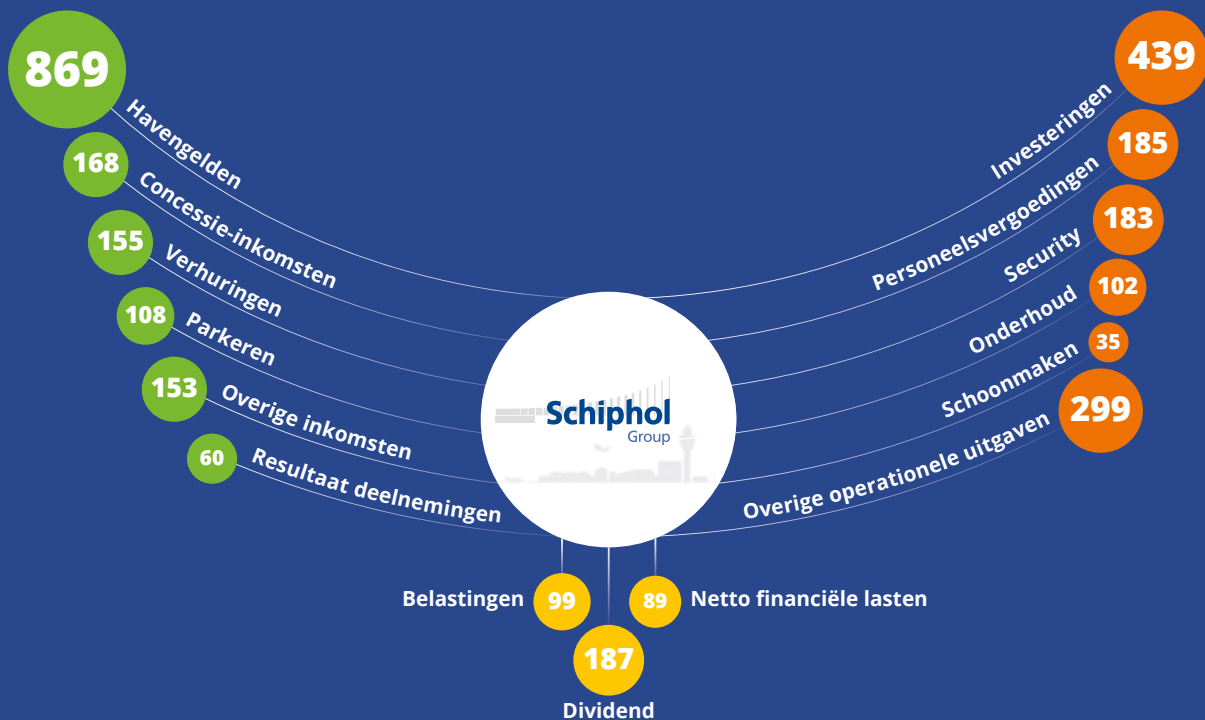 869
Havengelden
168
Concessie-inkomsten
155
Verhuringen
108
Parkeren
153
Overige inkomsten
60
Resultaat deelnemingen
Schiphol
Group
439
Investeringen
185
Personeelsvergoedingen
183
Security
102
Onderhoud
35
Schoonmaken
299
Overige operationele uitgaven
Belastingen
99
89
Netto financiële lasten
187
Dividend